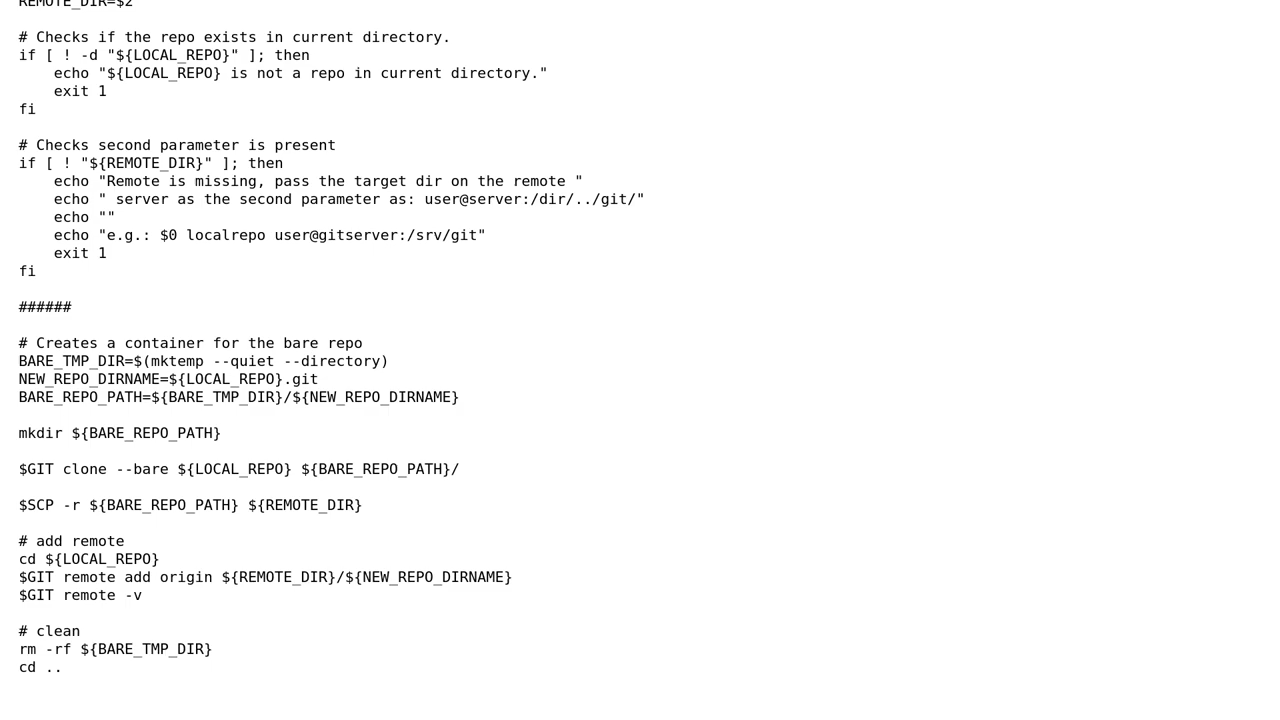 REMOTE_DIR=$2

# Checks if the repo exists in current directory.
if [ ! -d "${LOCAL_REPO}" ]; then
    echo "${LOCAL_REPO} is not a repo in current directory."
    exit 1
fi

# Checks second parameter is present
if [ ! "${REMOTE_DIR}" ]; then
    echo "Remote is missing, pass the target dir on the remote "
    echo " server as the second parameter as: user@server:/dir/../git/"
    echo ""
    echo "e.g.: $0 localrepo user@gitserver:/srv/git"
    exit 1
fi

######

# Creates a container for the bare repo
BARE_TMP_DIR=$(mktemp --quiet --directory)
NEW_REPO_DIRNAME=${LOCAL_REPO}.git
BARE_REPO_PATH=${BARE_TMP_DIR}/${NEW_REPO_DIRNAME}

mkdir ${BARE_REPO_PATH}

$GIT clone --bare ${LOCAL_REPO} ${BARE_REPO_PATH}/

$SCP -r ${BARE_REPO_PATH} ${REMOTE_DIR}

# add remote
cd ${LOCAL_REPO}
$GIT remote add origin ${REMOTE_DIR}/${NEW_REPO_DIRNAME}
$GIT remote -v

# clean
rm -rf ${BARE_TMP_DIR}
cd ..